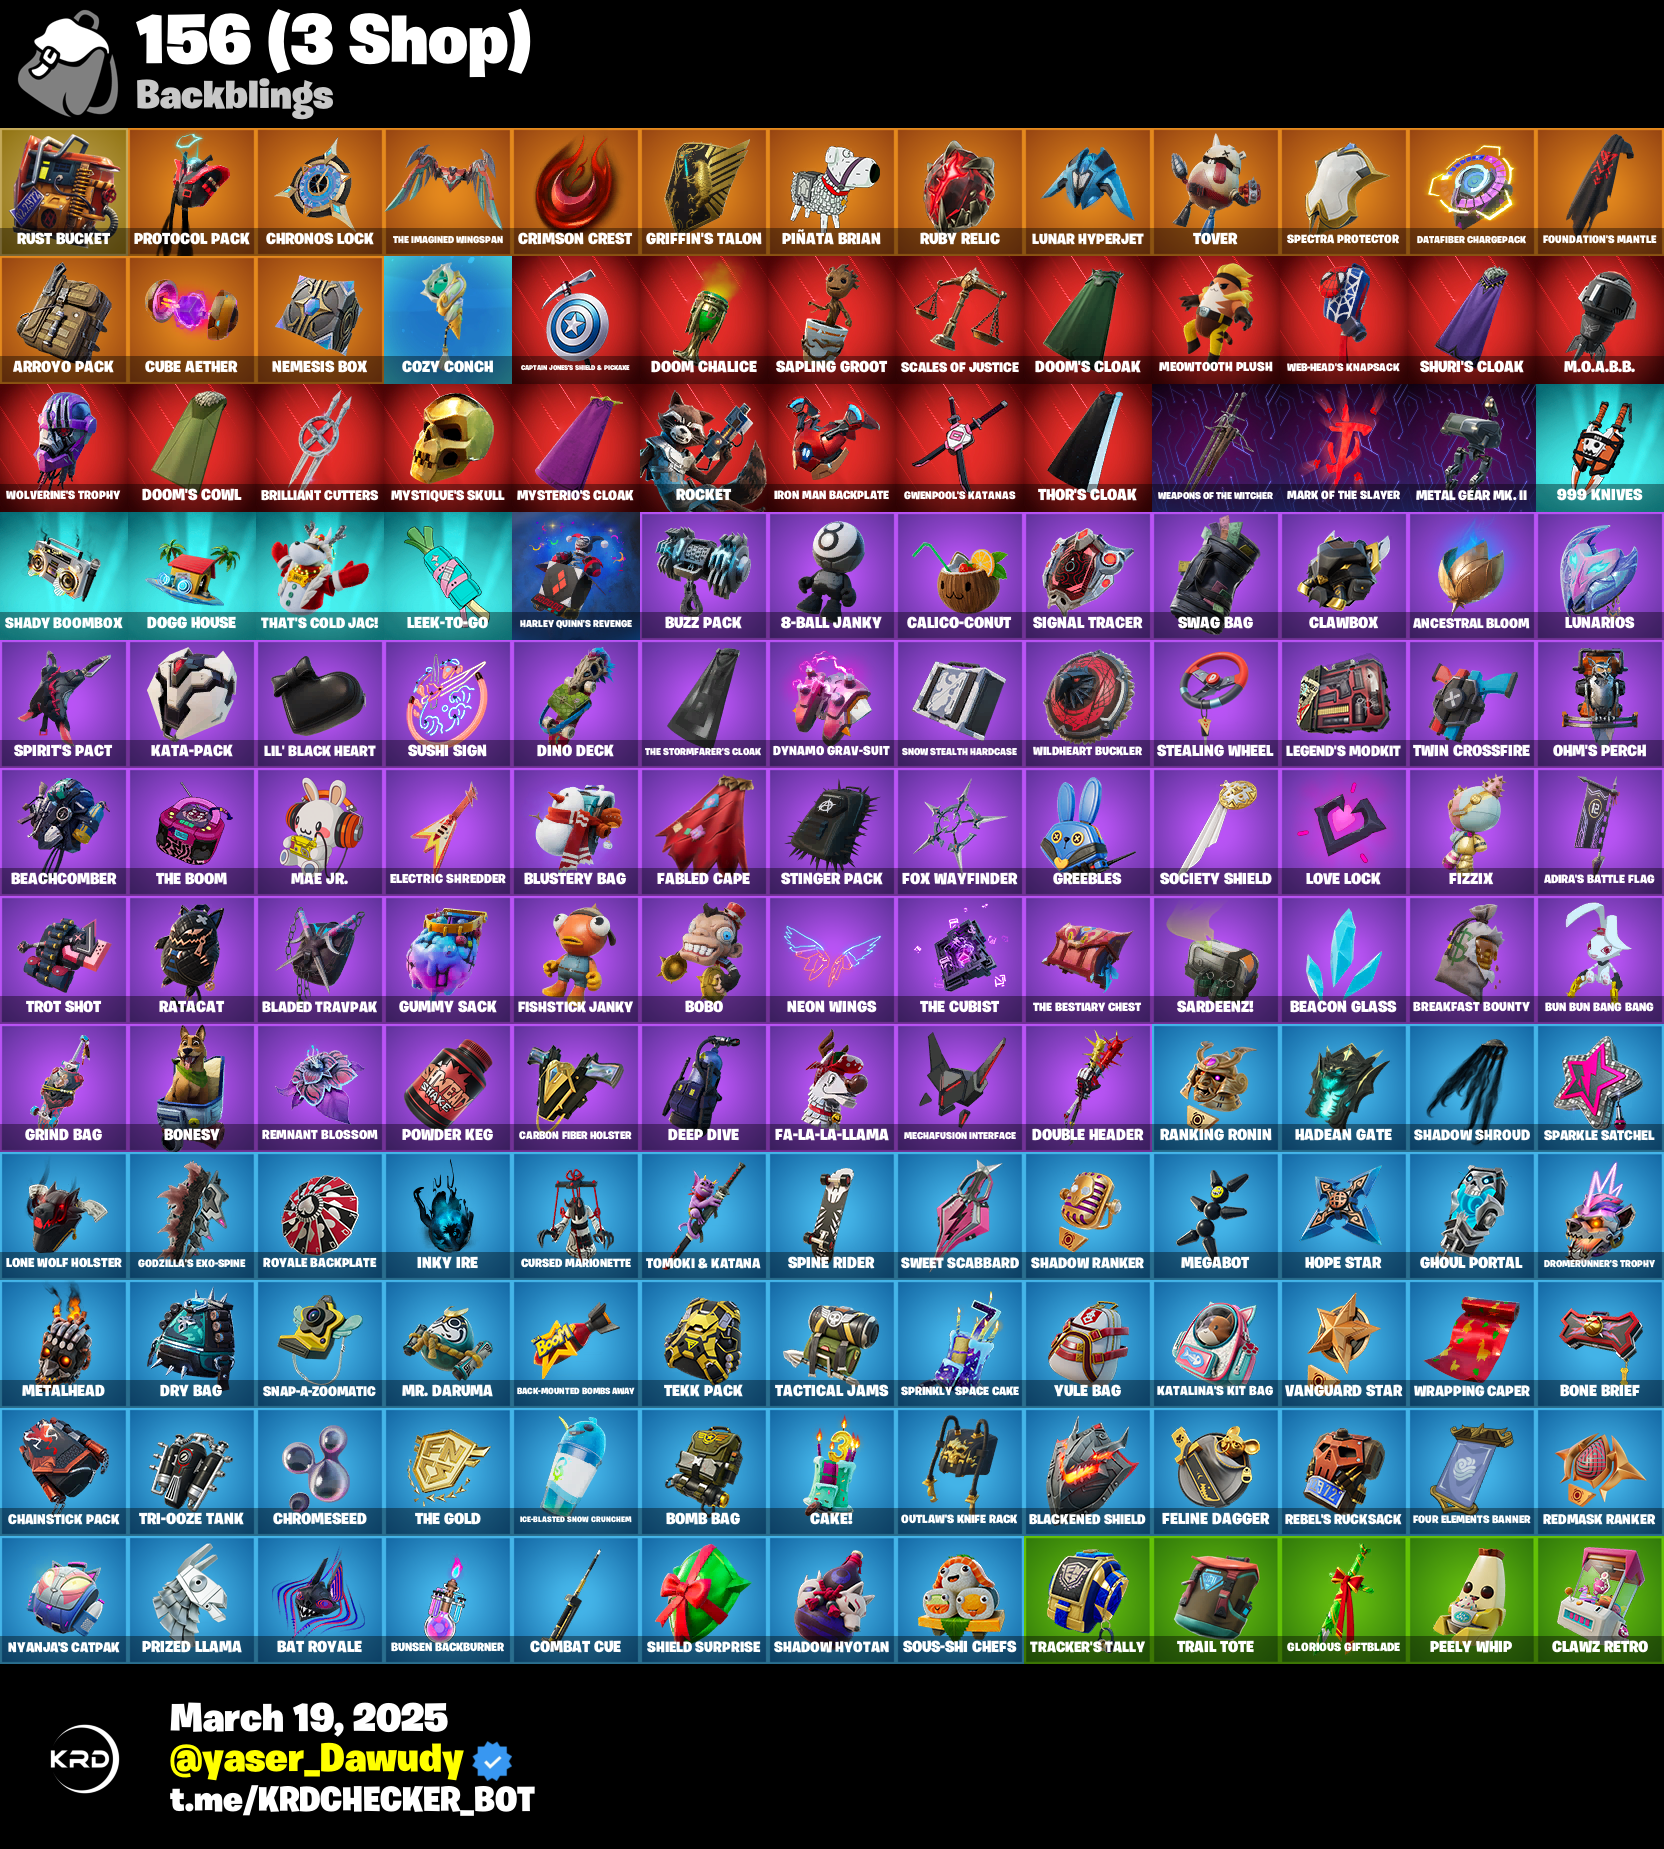 156 (3 Shop)
Backblings
RUST BUCKET
PROTOCOL PACK
CHRONOS LOCK
THE IMAGINED WINGSPAN
CRIMSON CREST
GRIFFIN'S TALON
PIÑATA BRIAN
RUBY RELIC
LUNAR HYPERJET
TOVER
SPECTRA PROTECTOR
DATAFIBER CHARGEPACK
FOUNDATION'S MANTLE
ARROYO PACK
CUBE AETHER
NEMESIS BOX
COZY CONCH
CAPTAIN JONES'S SHIELD & PICKAXE
DOOM CHALICE
SAPLING GROOT
SCALES OF JUSTICE
DOOM'S CLOAK
MEOWTOOTH PLUSH
WEB-HEAD'S KNAPSACK
SHURI'S CLOAK
M.O.A.B.B.
WOLVERINE'S TROPHY
DOOM'S COWL
BRILLIANT CUTTERS
MYSTIQUE'S SKULL
MYSTERIO'S CLOAK
ROCKET
IRON MAN BACKPLATE
GWENPOOL'S KATANAS
THOR'S CLOAK
WEAPONS OF THE WITCHER
MARK OF THE SLAYER
METAL GEAR MK. II
999 KNIVES
SHADY BOOMBOX
DOGG HOUSE
THAT'S COLD JAC!
LEEK-TO-GO
HARLEY QUINN'S REVENGE
BUZZ PACK
8-BALL JANKY
CALICO-CONUT
SIGNAL TRACER
SWAG BAG
CLAWBOX
ANCESTRAL BLOOM
LUNARIOS
SPIRIT'S PACT
KATA-PACK
LIL' BLACK HEART
SUSHI SIGN
DINO DECK
THE STORMFARER'S CLOAK
DYNAMO GRAV-SUIT
SNOW STEALTH HARDCASE
WILDHEART BUCKLER
STEALING WHEEL
LEGEND'S MODKIT
TWIN CROSSFIRE
OHM'S PERCH
BEACHCOMBER
THE BOOM
MAE JR.
ELECTRIC SHREDDER
BLUSTERY BAG
FABLED CAPE
STINGER PACK
FOX WAYFINDER
GREEBLES
SOCIETY SHIELD
LOVE LOCK
FIZZIX
ADIRA'S BATTLE FLAG
TROT SHOT
RATACAT
BLADED TRAVPAK
GUMMY SACK
FISHSTICK JANKY
BOBO
NEON WINGS
THE CUBIST
THE BESTIARY CHEST
SARDEENZ!
BEACON GLASS
BREAKFAST BOUNTY
BUN BUN BANG BANG
GRIND BAG
BONESY
REMNANT BLOSSOM
POWDER KEG
CARBON FIBER HOLSTER
DEEP DIVE
FA-LA-LA-LLAMA
MECHAFUSION INTERFACE
DOUBLE HEADER
RANKING RONIN
HADEAN GATE
SHADOW SHROUD
SPARKLE SATCHEL
LONE WOLF HOLSTER
GODZILLA'S EXO-SPINE
ROYALE BACKPLATE
INKY IRE
CURSED MARIONETTE
TOMOKI & KATANA
SPINE RIDER
SWEET SCABBARD
SHADOW RANKER
MEGABOT
HOPE STAR
GHOUL PORTAL
DROMERUNNER'S TROPHY
METALHEAD
DRY BAG
SNAP-A-ZOOMATIC
MR. DARUMA
BACK-MOUNTED BOMBS AWAY
TEKK PACK
TACTICAL JAMS
SPRINKLY SPACE CAKE
YULE BAG
KATALINA'S KIT BAG
VANGUARD STAR
WRAPPING CAPER
BONE BRIEF
CHAINSTICK PACK
TRI-OOZE TANK
CHROMESEED
THE GOLD
ICE-BLASTED SNOW CRUNCHEM
BOMB BAG
CAKE!
OUTLAW'S KNIFE RACK
BLACKENED SHIELD
FELINE DAGGER
REBEL'S RUCKSACK
FOUR ELEMENTS BANNER
REDMASK RANKER
NYANJA'S CATPAK
PRIZED LLAMA
BAT ROYALE
BUNSEN BACKBURNER
COMBAT CUE
SHIELD SURPRISE
SHADOW HYOTAN
SOUS-SHI CHEFS
TRACKER'S TALLY
TRAIL TOTE
GLORIOUS GIFTBLADE
PEELY WHIP
CLAWZ RETRO
KRD
March 19, 2025
@yaser_Dawudy
t.me/KRDCHECKER_BOT